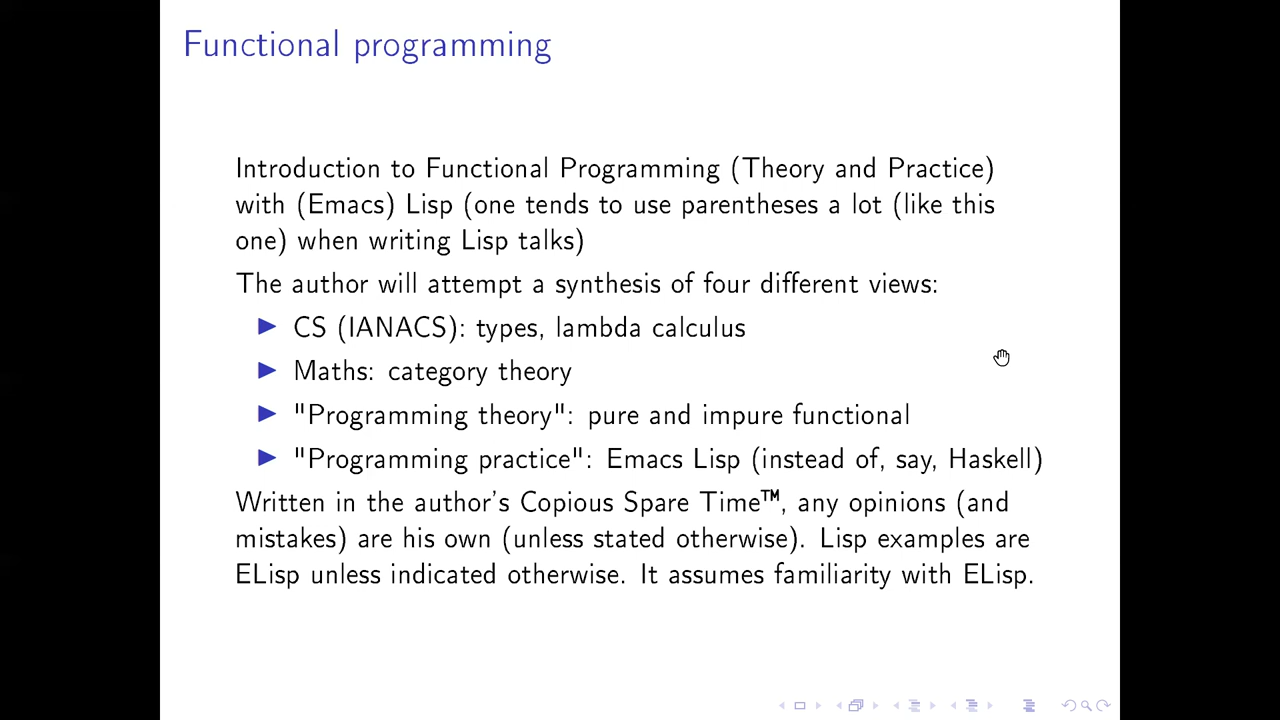 Functional programming
Introduction to Functional Programming (Theory and Practice)
with (Emacs) Lisp (one tends to use parentheses a lot (like this
one) when writing Lisp talks)
The author will attempt a synthesis of four different views:
▶ CS (IANACS): types, lambda calculus
▶ Maths: category theory
▶ "Programming theory": pure and impure functional
▶ "Programming practice": Emacs Lisp (instead of, say, Haskell)
Written in the author's Copious Spare Time™, any opinions (and
mistakes) are his own (unless stated otherwise). Lisp examples are
ELisp unless indicated otherwise. It assumes familiarity with ELisp.